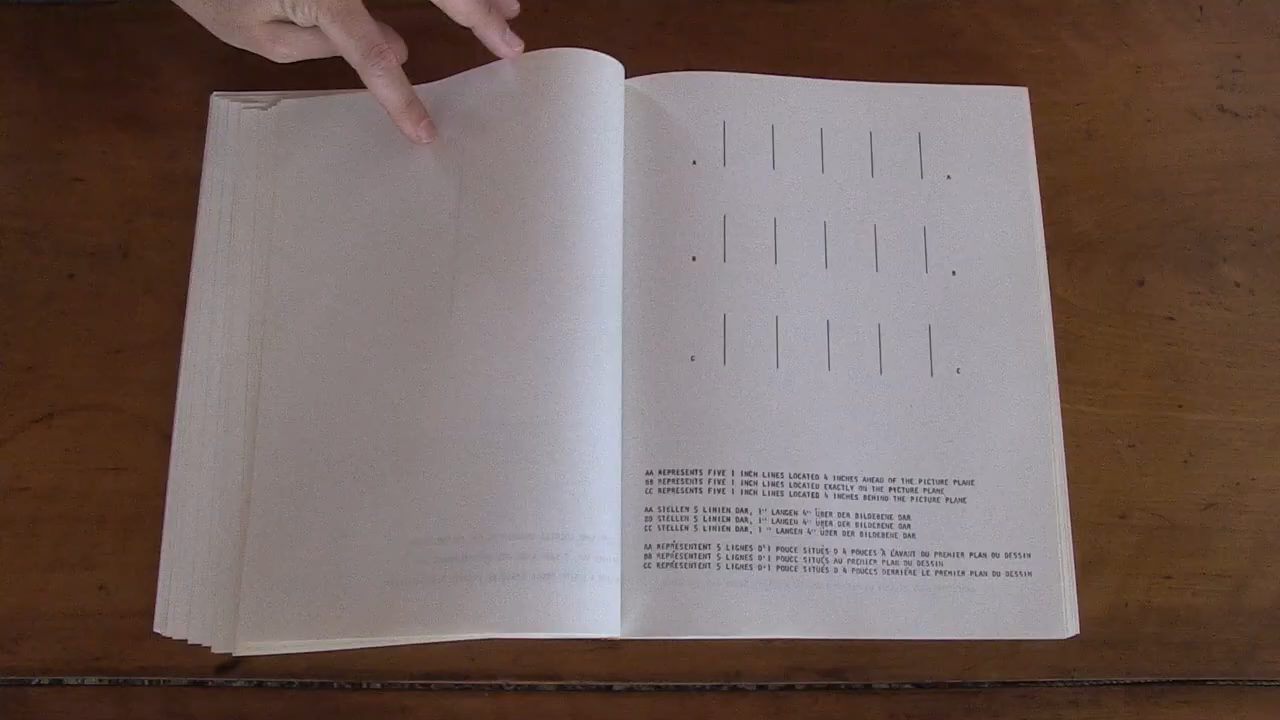 A
A
B
B
C
C
AA REPRESENTS FIVE 1 INCH LINES LOCATED 4 INCHES AHEAD OF THE PICTURE PLANE
BB REPRESENTS FIVE 1 INCH LINES LOCATED EXACTLY ON THE PICTURE PLANE
CC REPRESENTS FIVE 1 INCH LINES LOCATED 4 INCHES BEHIND THE PICTURE PLANE
AA STELLEN 5 LINIEN DAR, 1" LANGEN 4" ÜBER DER BILDEBENE DAR
BB STELLEN 5 LINIEN DAR, 1" LANGEN 4" ÜBER DER BILDEBENE DAR
CC STELLEN 5 LINIEN DAR, 1 " LANGEN 4" ÜBER DER BILDEBENE DAR
AA REPRÉSENTENT 5 LIGNES D'1 POUCE SITUÉS D 4 POUCES À L'AVANT DU PREMIER PLAN DU DESSIN
BB REPRÉSENTENT 5 LIGNES D'1 POUCE SITUÉS AU PREMIER PLAN DU DESSIN
CC REPRÉSENTENT 5 LIGNES D'1 POUCE SITUÉS D 4 POUCES DERRIÈRE LE PREMIER PLAN DU DESSIN